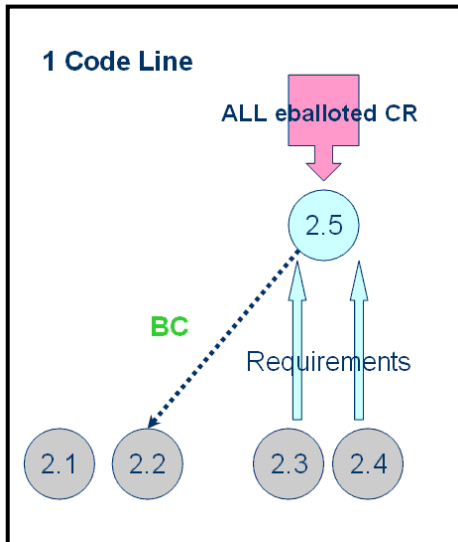 1 Code Line
ALL eballoted CR
2.5
BC
Requirements
2.1
2.2
2.3
2.4